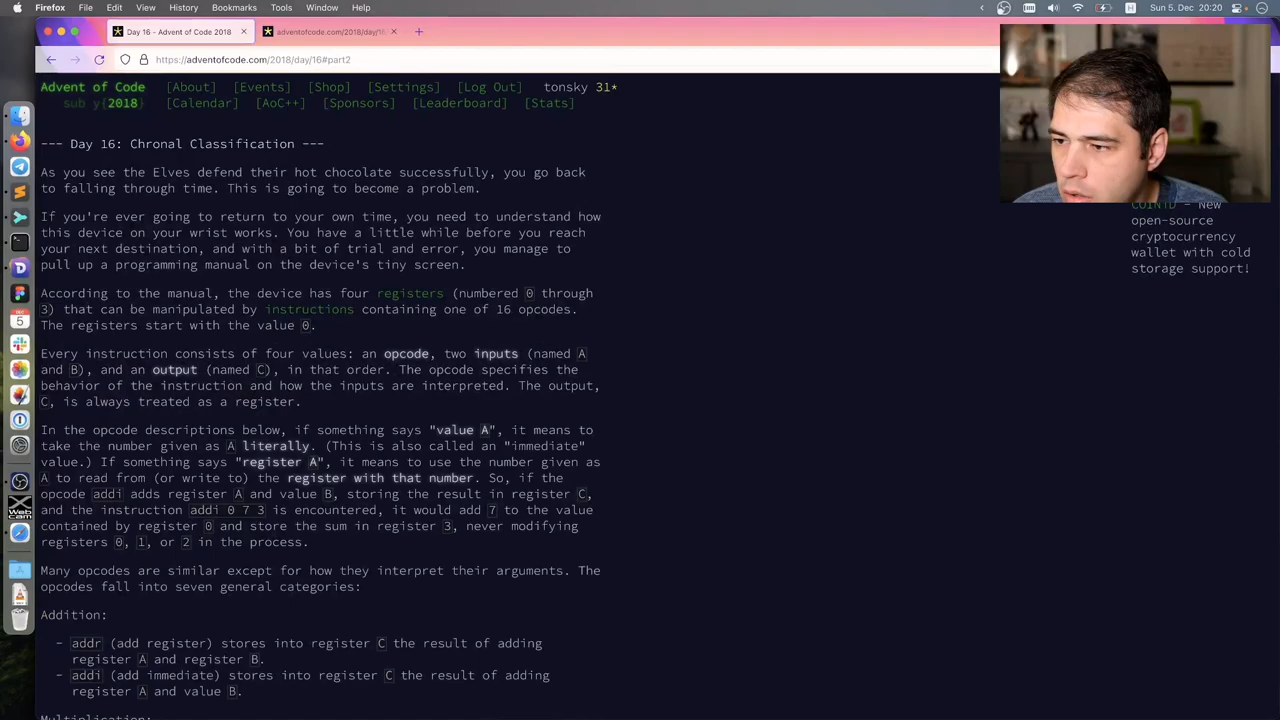 Firefox File Edit View History Bookmarks Tools Window Help
H Sun 5. Dec 20:20
Day 16 - Advent of Code 2018 × adventofcode.com/2018/day/16 × +
https://adventofcode.com/2018/day/16#part2
Advent of Code [About] [Events] [Shop] [Settings] [Log Out] tonsky 31*
sub y{2018} [Calendar] [AoC++] [Sponsors] [Leaderboard] [Stats]
--- Day 16: Chronal Classification ---
As you see the Elves defend their hot chocolate successfully, you go back
to falling through time. This is going to become a problem.
If you're ever going to return to your own time, you need to understand how
this device on your wrist works. You have a little while before you reach
your next destination, and with a bit of trial and error, you manage to
pull up a programming manual on the device's tiny screen.
According to the manual, the device has four registers (numbered 0 through
3) that can be manipulated by instructions containing one of 16 opcodes.
The registers start with the value 0.
Every instruction consists of four values: an opcode, two inputs (named A
and B), and an output (named C), in that order. The opcode specifies the
behavior of the instruction and how the inputs are interpreted. The output,
C, is always treated as a register.
In the opcode descriptions below, if something says "value A", it means to
take the number given as A literally. (This is also called an "immediate"
value.) If something says "register A", it means to use the number given as
A to read from (or write to) the register with that number. So, if the
opcode addi adds register A and value B, storing the result in register C,
and the instruction addi 0 7 3 is encountered, it would add 7 to the value
contained by register 0 and store the sum in register 3, never modifying
registers 0, 1, or 2 in the process.
Many opcodes are similar except for how they interpret their arguments. The
opcodes fall into seven general categories:
Addition:
- addr (add register) stores into register C the result of adding
register A and register B.
- addi (add immediate) stores into register C the result of adding
register A and value B.
Multiplication:
COINiD - New
open-source
cryptocurrency
wallet with cold
storage support!
DEC
5
Web
cam